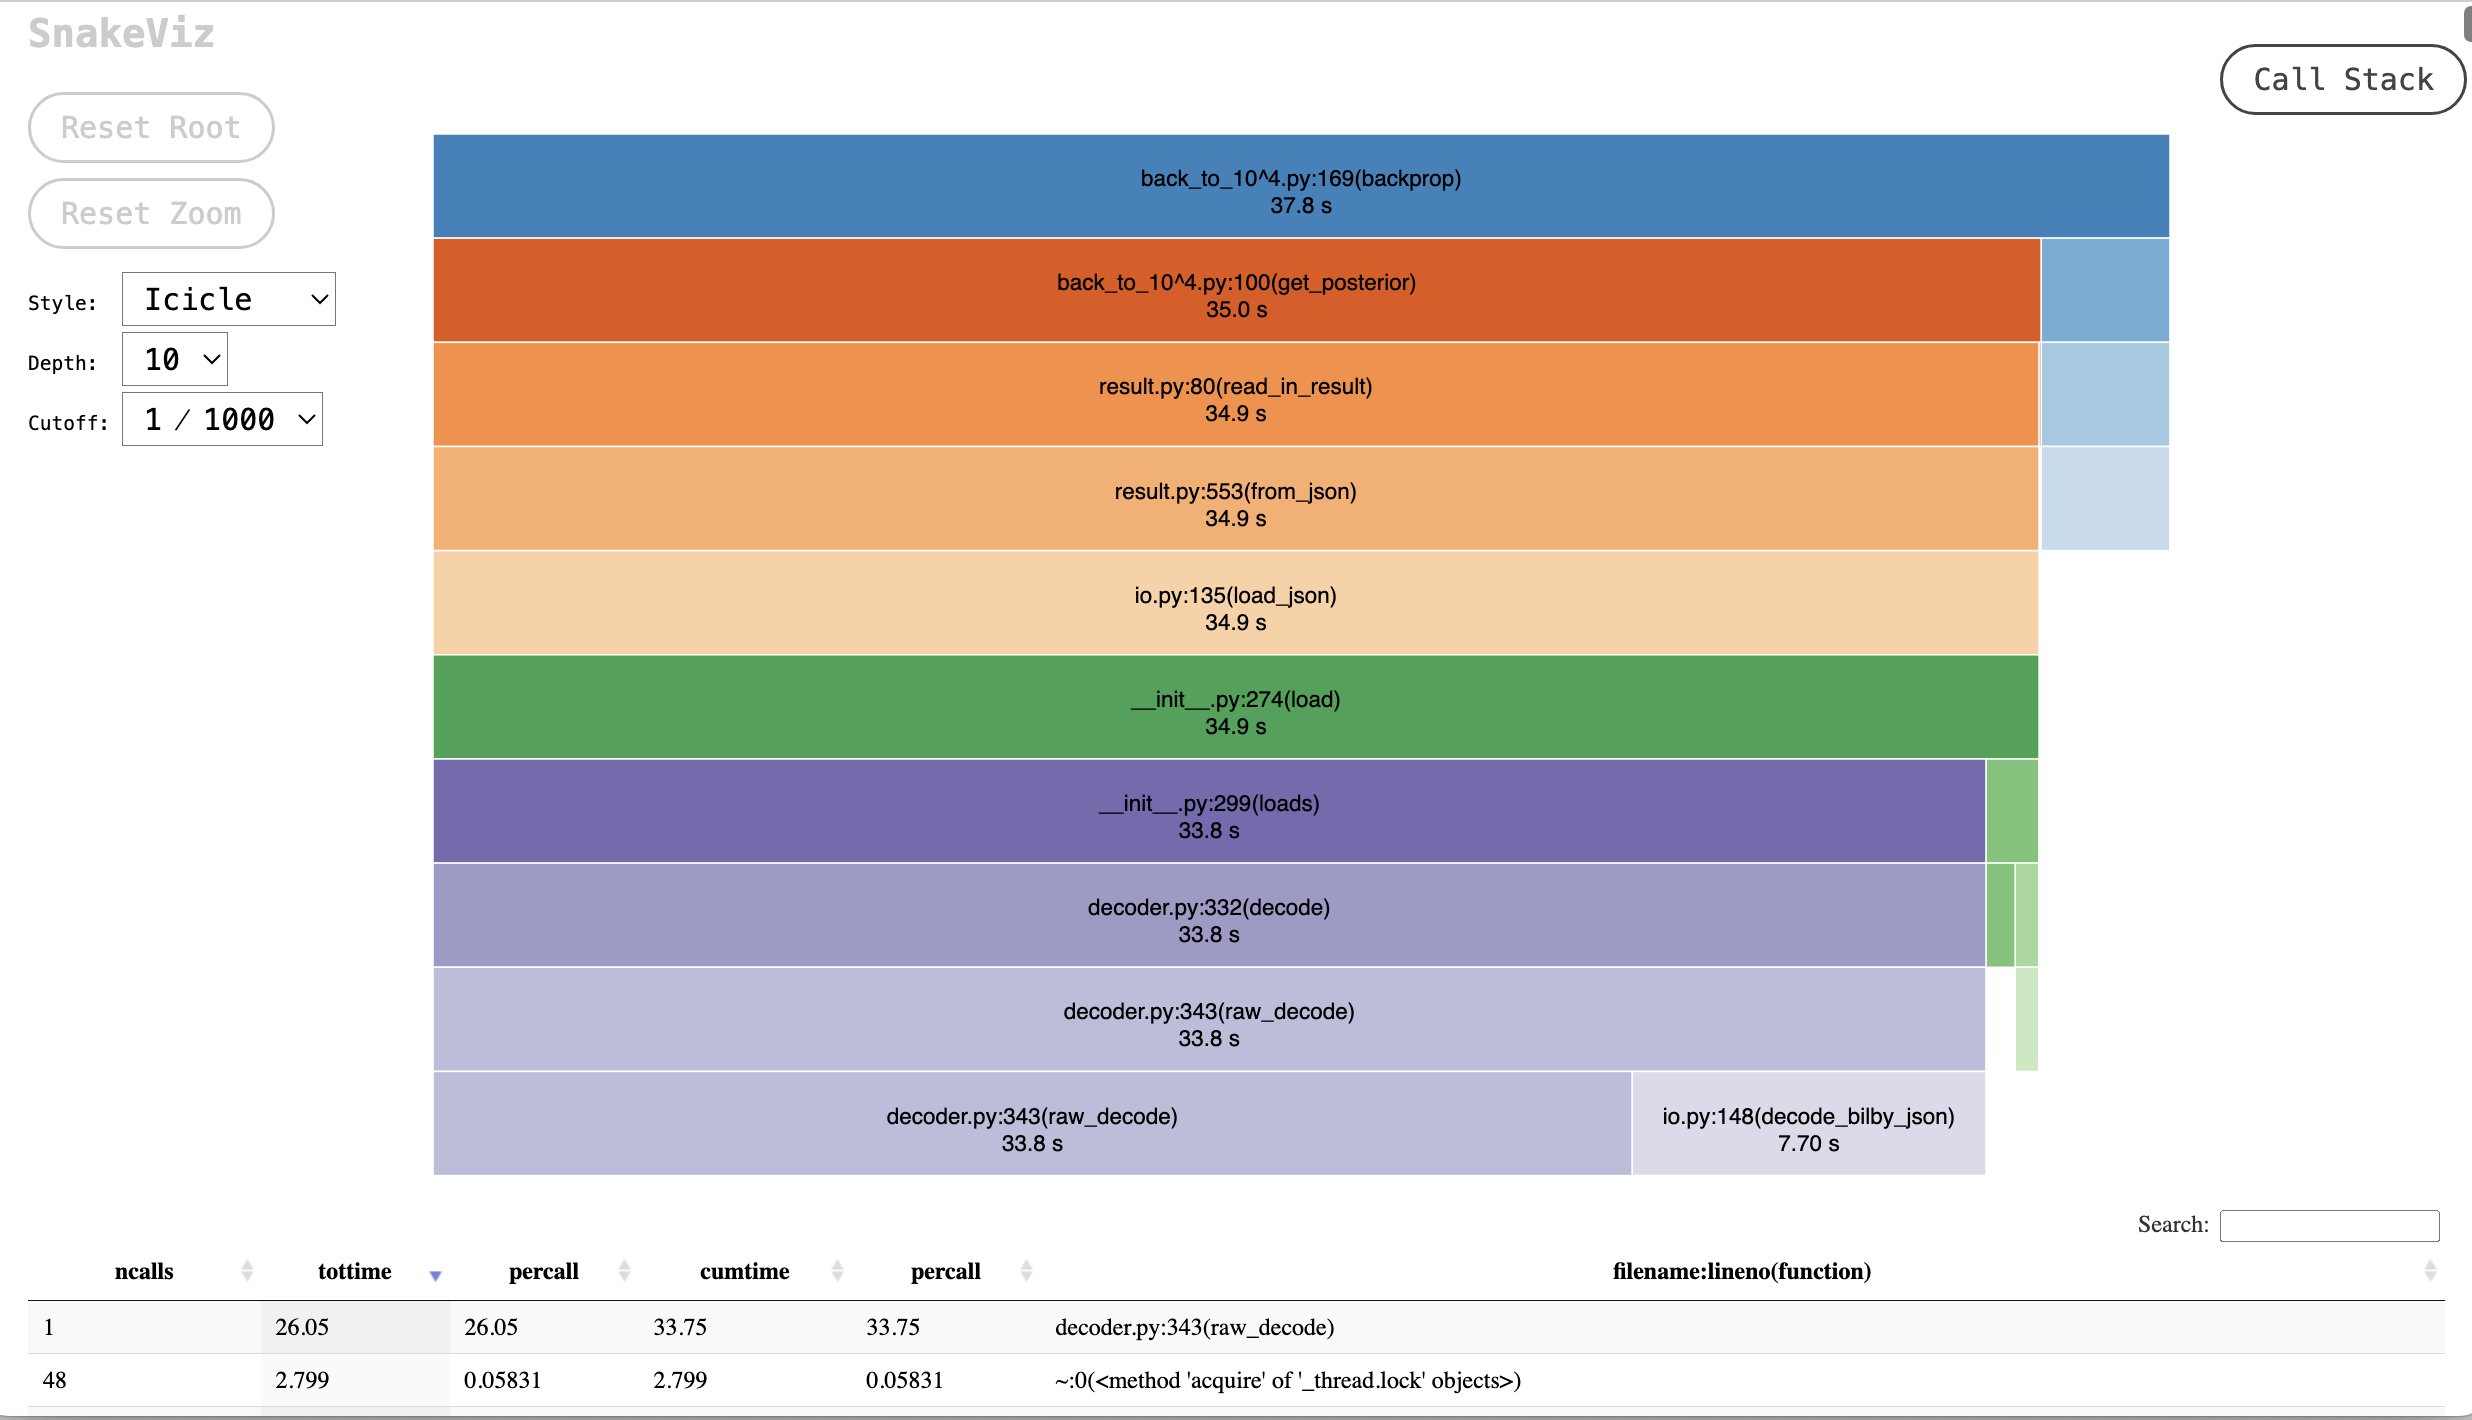 SnakeViz
Call Stack
Reset Root
Reset Zoom
Style: Icicle
Depth: 10
Cutoff: 1 / 1000
back_to_10^4.py:169(backprop)
37.8 s
back_to_10^4.py:100(get_posterior)
35.0 s
result.py:80(read_in_result)
34.9 s
result.py:553(from_json)
34.9 s
io.py:135(load_json)
34.9 s
__init__.py:274(load)
34.9 s
__init__.py:299(loads)
33.8 s
decoder.py:332(decode)
33.8 s
decoder.py:343(raw_decode)
33.8 s
decoder.py:343(raw_decode)
33.8 s
io.py:148(decode_bilby_json)
7.70 s
Search:
ncalls tottime percall cumtime percall filename:lineno(function)
1 26.05 26.05 33.75 33.75 decoder.py:343(raw_decode)
48 2.799 0.05831 2.799 0.05831 ~:0(<method 'acquire' of '_thread.lock' objects>)